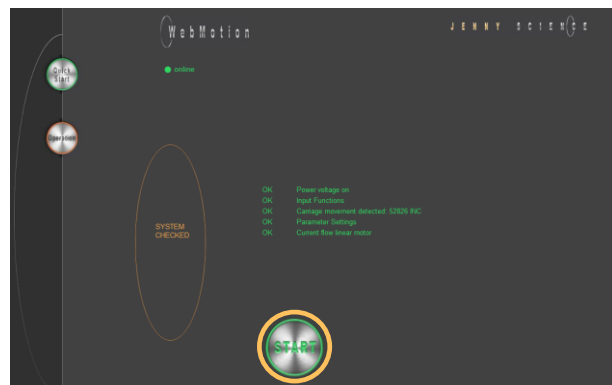 WebMotion
JENNY SCIENCE
Quick
Start
online
Operation
OK Power voltage on
OK Input Functions
OK Carriage movement detected: 52826 INC
OK Parameter Settings
OK Current flow linear motor
SYSTEM
CHECKED
START